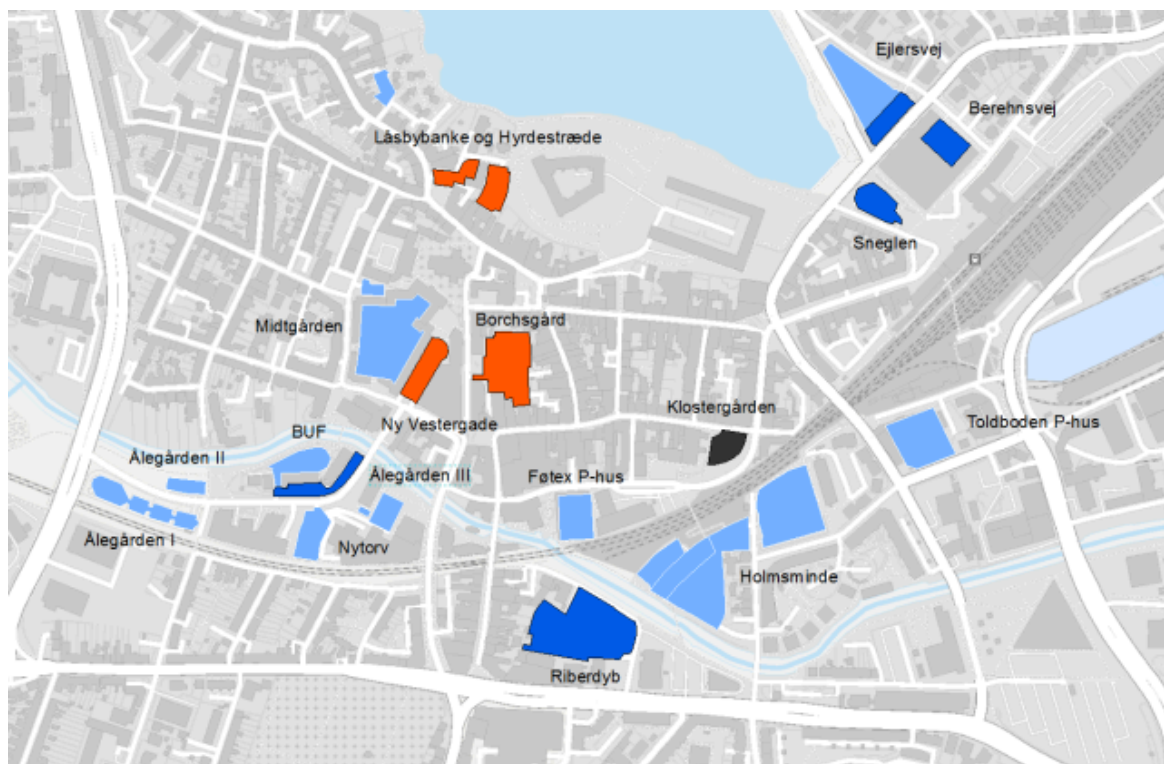 Ejlersvej
Berehnsvej
Låsbybanke og Hyrdestræde
Sneglen
Midtgården
Borchsgård
Klostergården
Ny Vestergade
Toldboden P-hus
BUF
Ålegården II
Ålegården III
Føtex P-hus
Ålegården I
Nytorv
Holmsminde
Riberdyb